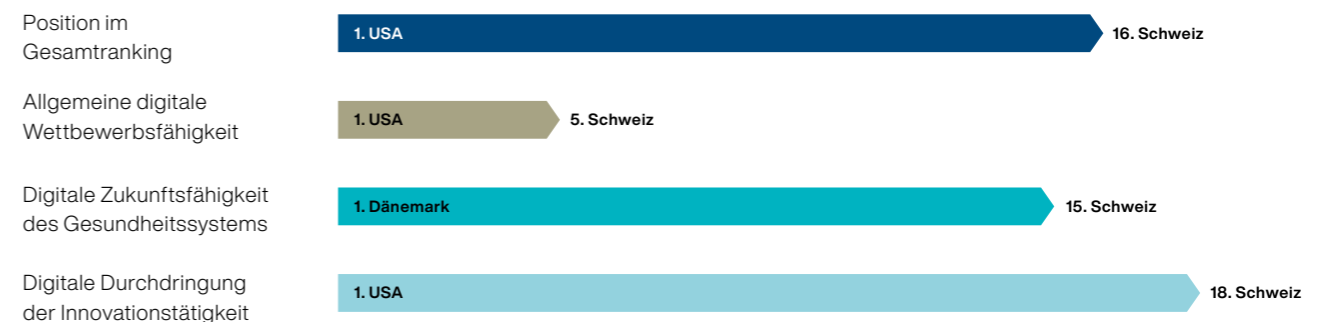 Position im
Gesamtranking
1. USA
16. Schweiz
Allgemeine digitale
Wettbewerbsfähigkeit
1. USA
5. Schweiz
Digitale Zukunftsfähigkeit
des Gesundheitssystems
1. Dänemark
15. Schweiz
Digitale Durchdringung
der Innovationstätigkeit
1. USA
18. Schweiz